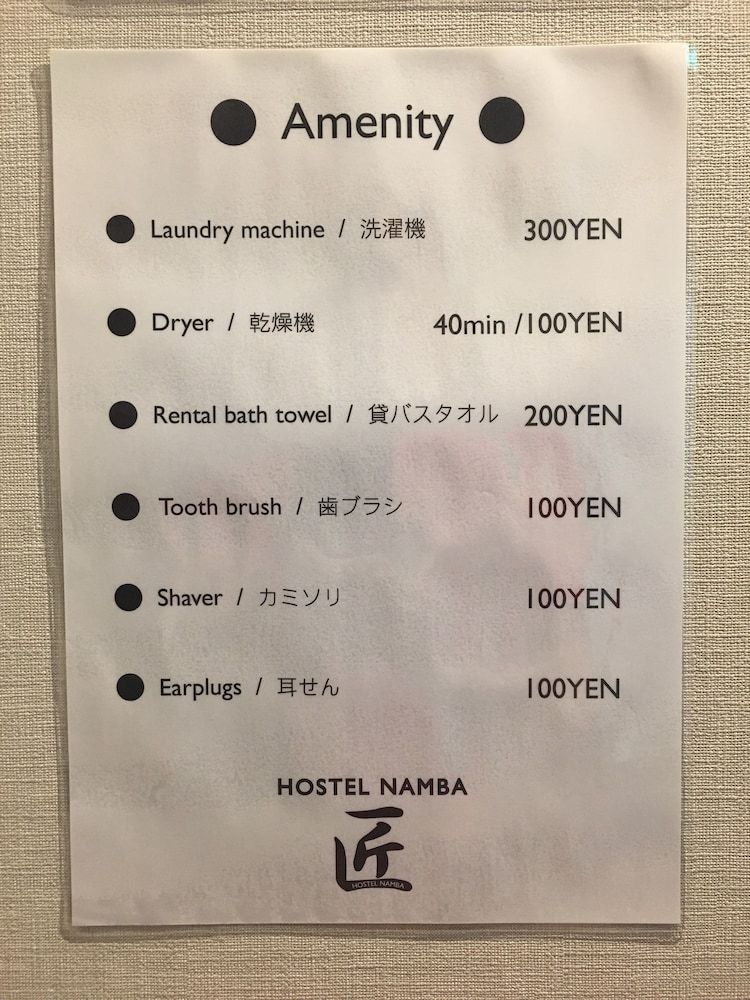 ● Amenity ●
● Laundry machine / 洗濯機 300YEN
● Dryer / 乾燥機 40min /100YEN
● Rental bath towel / 貸バスタオル 200YEN
● Tooth brush / 歯ブラシ 100YEN
● Shaver / カミソリ 100YEN
● Earplugs / 耳せん 100YEN
HOSTEL NAMBA
匠
HOSTEL NAMBA